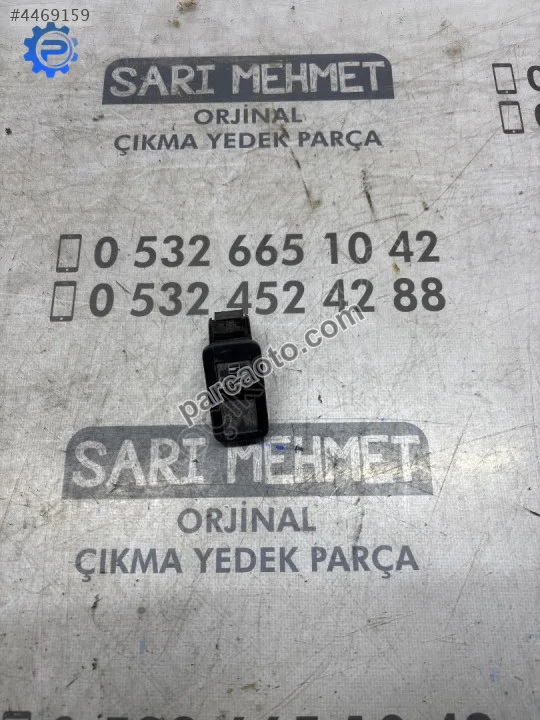 #4469159
SARI MEHMET
ORJİNAL
ÇIKMA YEDEK PARÇA
0 532 665 10 42
0 532 452 42 88
parcaoto.com
SARI MEHMET
ORJİNAL
ÇIKMA YEDEK PARÇA